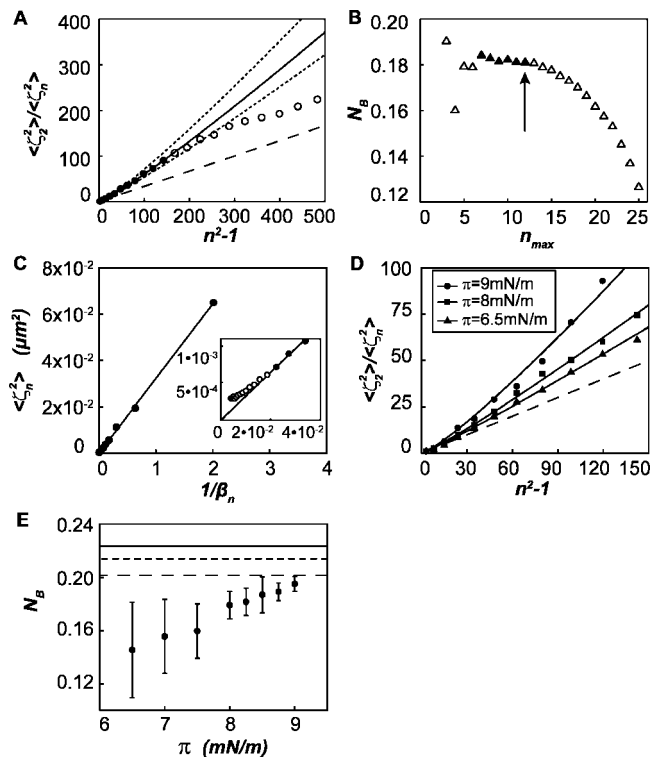 A
<ζ₂²>/<ζₙ²>
400
300
200
100
0
0 100 200 300 400 500
n²-1
B
N_B
0.20
0.18
0.16
0.14
0.12
0 5 10 15 20 25
n_max
C
<ζₙ²> (μm²)
8x10⁻²
6x10⁻²
4x10⁻²
2x10⁻²
0
0 1 2 3 4
1/βₙ
1•10⁻³
5•10⁻⁴
0 2•10⁻² 4•10⁻²
D
<ζ₂²>/<ζₙ²>
100
75
50
25
0
π=9mN/m
π=8mN/m
π=6.5mN/m
0 30 60 90 120 150
n²-1
E
N_B
0.24
0.20
0.16
0.12
6 7 8 9
π (mN/m)